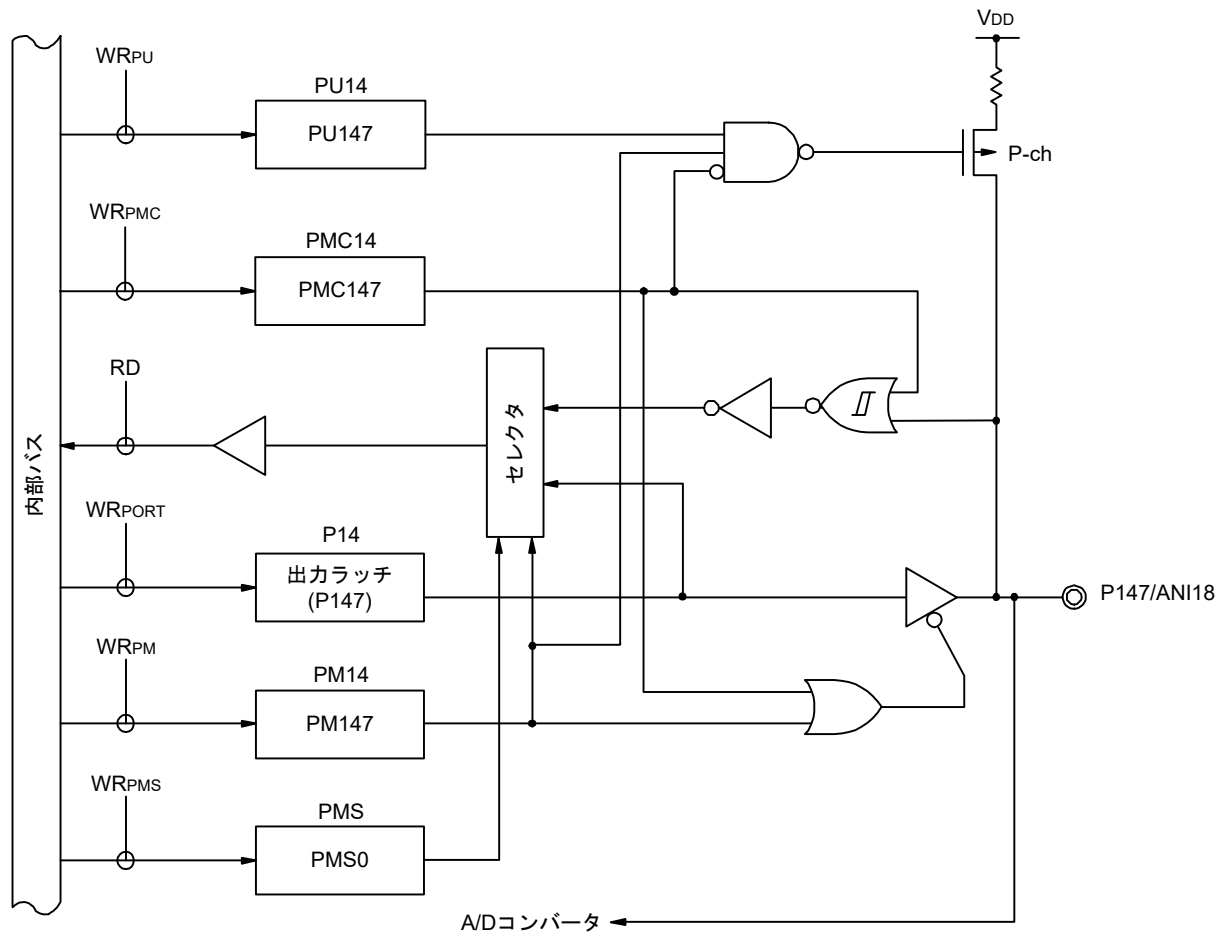 VDD
WRPU
PU14
PU147
P-ch
WRPMC
PMC14
PMC147
RD
セレクタ
内部バス
WRPORT
P14
出力ラッチ
(P147)
P147/ANI18
WRPM
PM14
PM147
WRPMS
PMS
PMS0
A/Dコンバータ